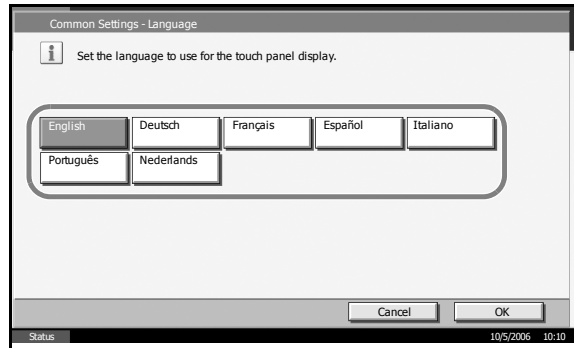 Common Settings - Language
Set the language to use for the touch panel display.
English Deutsch Français Español Italiano
Português Nederlands
Cancel OK
Status 10/5/2006 10:10